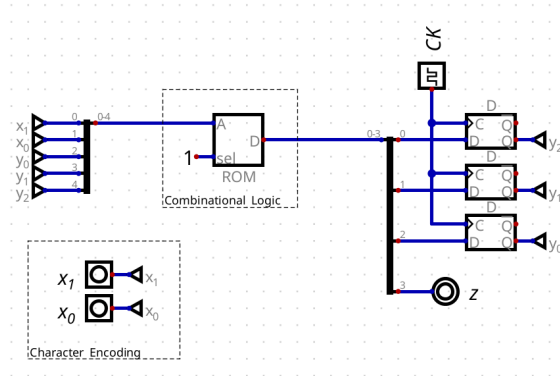 CK
x₁
x₀
y₀
y₁
y₂
0
1
2
3
4
0-4
A
D
1
sel
ROM
Combinational Logic
0-3
0
1
2
3
D
C
Q
D
Q
y₂
D
C
Q
D
Q
y₁
D
C
Q
D
Q
y₀
z
x₁
x₁
x₀
x₀
Character Encoding